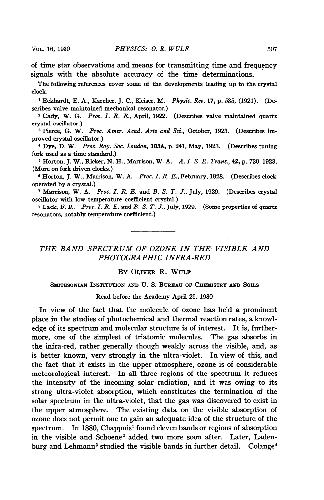 VOL. 16, 1930 PHYSICS: O. R. WULF 507
of time star observations and means for transmitting time and frequency
signals with the absolute accuracy of the time determinations.
The following references cover some of the developments leading up to the crystal
clock.
¹ Eckhardt, E. A., Karcher, J. C., Keiser, M. Phys. Rev. 17, p. 535, (1921). (De-
scribes valve maintained mechanical resonator.)
² Cady, W. G. Proc. I. R. E., April, 1922. (Describes valve maintained quartz
crystal oscillator.)
³ Pierce, G. W. Proc. Amer. Acad. Arts and Sci., October, 1923. (Describes im-
proved crystal oscillator.)
⁴ Dye, D. W. Proc. Roy. Soc. London, 103A, p. 240, May, 1923. (Describes tuning
fork used as a time standard.)
⁵ Horton, J. W., Ricker, N. H., Marrison, W. A. A. I. E. E. Trans., 42, p. 730, 1923.
(More on fork driven clocks.)
⁶ Horton, J. W., Marrison, W. A. Proc. I. R. E., February, 1928. (Describes clock
operated by a crystal.)
⁷ Marrison, W. A. Proc. I. R. E. and B. S. T. J., July, 1929. (Describes crystal
oscillator with low temperature coefficient crystal.)
⁸ Lack, F. R. Proc. I. R. E. and B. S. T. J., July, 1929. (Some properties of quartz
resonators, notably temperature coefficient.)
THE BAND SPECTRUM OF OZONE IN THE VISIBLE AND
PHOTOGRAPHIC INFRA-RED
BY OLIVER R. WULF
SMITHSONIAN INSTITUTION AND U. S. BUREAU OF CHEMISTRY AND SOILS
Read before the Academy April 29, 1930
In view of the fact that the molecule of ozone has held a prominent
place in the studies of photochemical and thermal reaction rates, a knowl-
edge of its spectrum and molecular structure is of interest. It is, further-
more, one of the simplest of triatomic molecules. The gas absorbs in
the infra-red, rather generally though weakly across the visible, and, as
is better known, very strongly in the ultra-violet. In view of this, and
the fact that it exists in the upper atmosphere, ozone is of considerable
meteorological interest. In all three regions of the spectrum it reduces
the intensity of the incoming solar radiation, and it was owing to its
strong ultra-violet absorption, which constitutes the termination of the
solar spectrum in the ultra-violet, that the gas was discovered to exist in
the upper atmosphere. The existing data on the visible absorption of
ozone does not permit one to gain an adequate idea of the structure of the
spectrum. In 1880, Chappuis¹ found eleven bands or regions of absorption
in the visible and Schoene² added two more soon after. Later, Laden-
burg and Lehmann³ studied the visible bands in further detail. Colange⁴